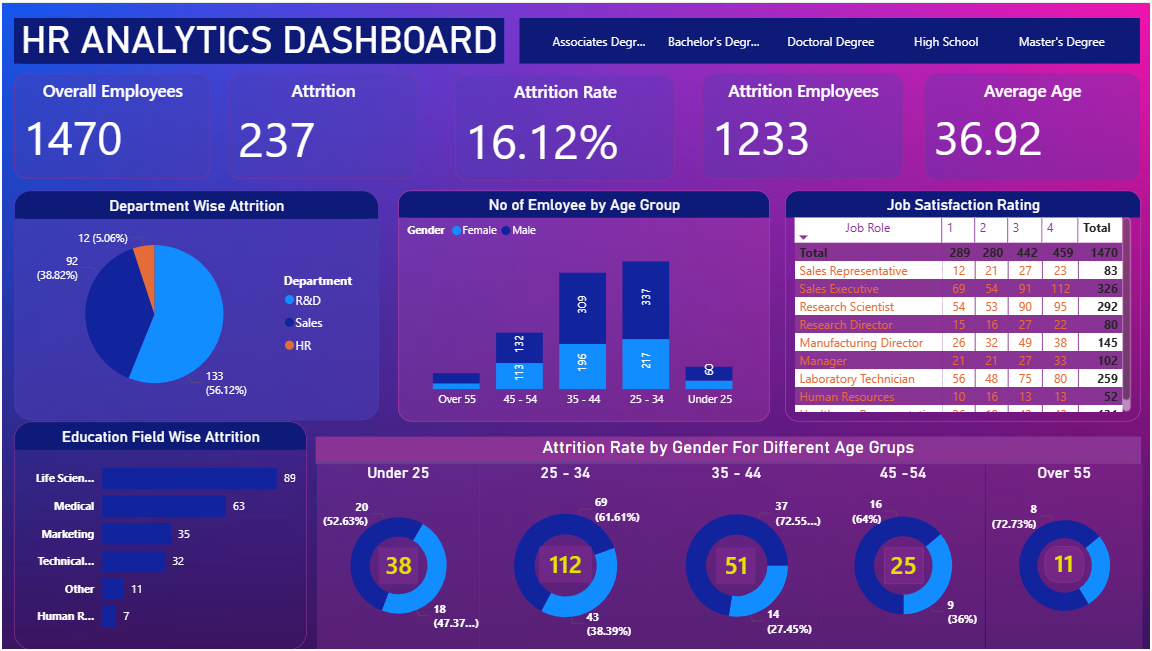 HR ANALYTICS DASHBOARD
Associates Degr...
Bachelor's Degr...
Doctoral Degree
High School
Master's Degree
Overall Employees
1470
Attrition
237
Attrition Rate
16.12%
Attrition Employees
1233
Average Age
36.92
Department Wise Attrition
12 (5.06%)
92
(38.82%)
133
(56.12%)
Department
R&D
Sales
HR
No of Emloyee by Age Group
Gender Female Male
132
113
309
196
337
217
60
Over 55
45 - 54
35 - 44
25 - 34
Under 25
Job Satisfaction Rating
Job Role 1 2 3 4 Total
Total 289 280 442 459 1470
Sales Representative 12 21 27 23 83
Sales Executive 69 54 91 112 326
Research Scientist 54 53 90 95 292
Research Director 15 16 27 22 80
Manufacturing Director 26 32 49 38 145
Manager 21 21 27 33 102
Laboratory Technician 56 48 75 80 259
Human Resources 10 16 13 13 52
Education Field Wise Attrition
Life Scien... 89
Medical 63
Marketing 35
Technical... 32
Other 11
Human R... 7
Attrition Rate by Gender For Different Age Grups
Under 25
20
(52.63%)
38
18
(47.37...)
25 - 34
69
(61.61%)
112
43
(38.39%)
35 - 44
37
(72.55...)
51
14
(27.45%)
45 -54
16
(64%)
25
9
(36%)
Over 55
8
(72.73%)
11